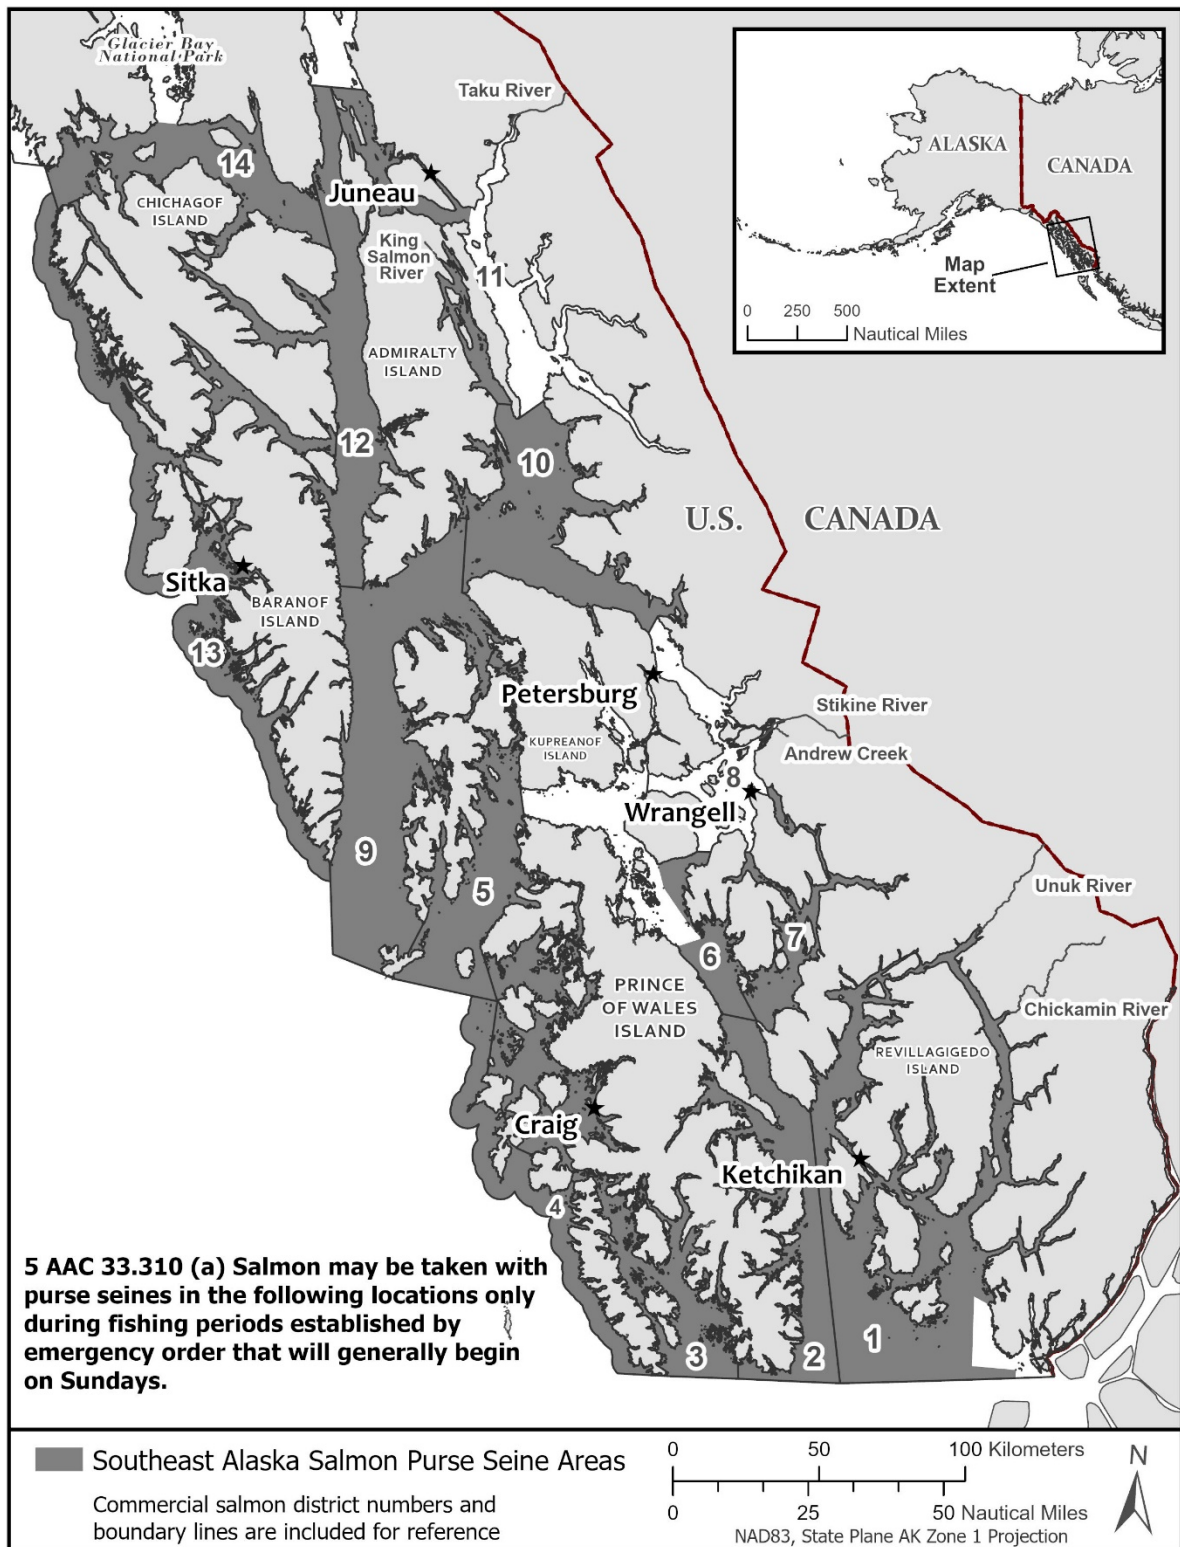 Glacier Bay
National Park
Taku River
ALASKA
CANADA
Map
Extent
0 250 500
Nautical Miles
14
Juneau
CHICHAGOF
ISLAND
King
Salmon
River
11
ADMIRALTY
ISLAND
12
10
U.S. CANADA
Sitka
BARANOF
ISLAND
13
Petersburg
Stikine River
KUPREANOF
ISLAND
Andrew Creek
8
Wrangell
9
5
Unuk River
7
6
PRINCE
OF WALES
ISLAND
Chickamin River
REVILLAGIGEDO
ISLAND
Craig
Ketchikan
4
5 AAC 33.310 (a) Salmon may be taken with
purse seines in the following locations only
during fishing periods established by
emergency order that will generally begin
on Sundays.
3
2
1
Southeast Alaska Salmon Purse Seine Areas
Commercial salmon district numbers and
boundary lines are included for reference
0 50 100 Kilometers
0 25 50 Nautical Miles
NAD83, State Plane AK Zone 1 Projection
N